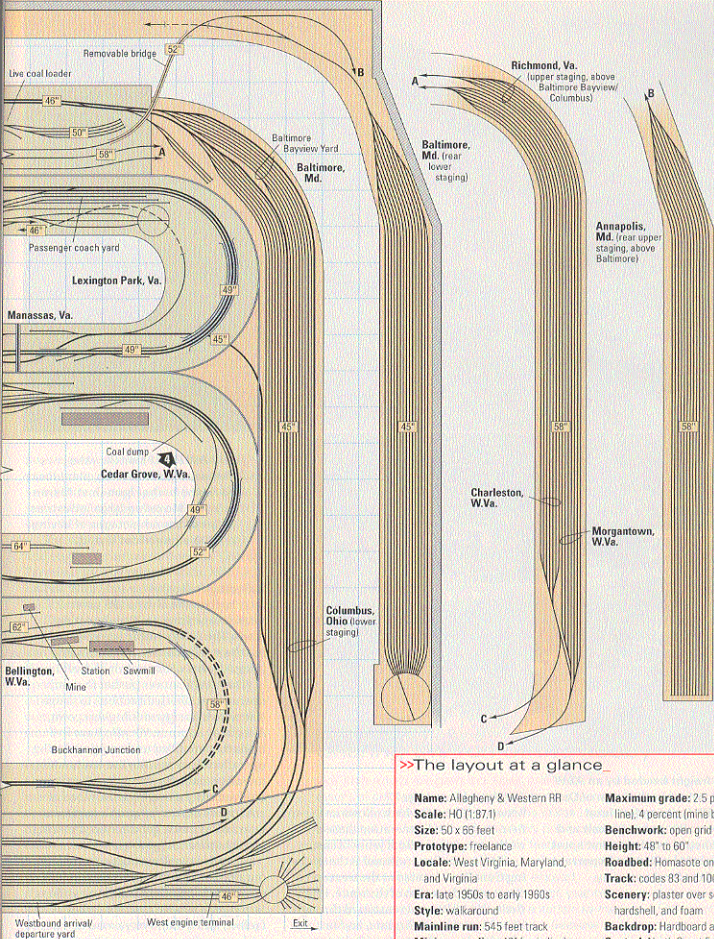 Removable bridge
52"
B
Live coal loader
46"
50"
58"
A
Baltimore
Bayview Yard
Baltimore,
Md.
46"
Passenger coach yard
Lexington Park, Va.
49"
Manassas, Va.
45"
49"
Coal dump
4
Cedar Grove, W.Va.
49"
64"
52"
45"
62"
Bellington,
W.Va.
Station
Sawmill
Mine
58"
Columbus,
Ohio (lower
staging)
Buckhannon Junction
C
D
46"
Westbound arrival/
departure yard
West engine terminal
Exit
A
Richmond, Va.
(upper staging, above
Baltimore Bayview/
Columbus)
B
Baltimore,
Md. (rear
lower
staging)
Annapolis,
Md. (rear upper
staging, above
Baltimore)
45"
58"
58"
Charleston,
W.Va.
Morgantown,
W.Va.
C
D
>>The layout at a glance_
Name: Allegheny & Western RR
Scale: HO (1:87.1)
Size: 50 x 66 feet
Prototype: freelance
Locale: West Virginia, Maryland,
and Virginia
Era: late 1950s to early 1960s
Style: walkaround
Mainline run: 545 feet track
Maximum grade: 2.5 p
line), 4 percent (mine b
Benchwork: open grid
Height: 48" to 60"
Roadbed: Homasote on
Track: codes 83 and 10
Scenery: plaster over s
hardshell, and foam
Backdrop: Hardboard a